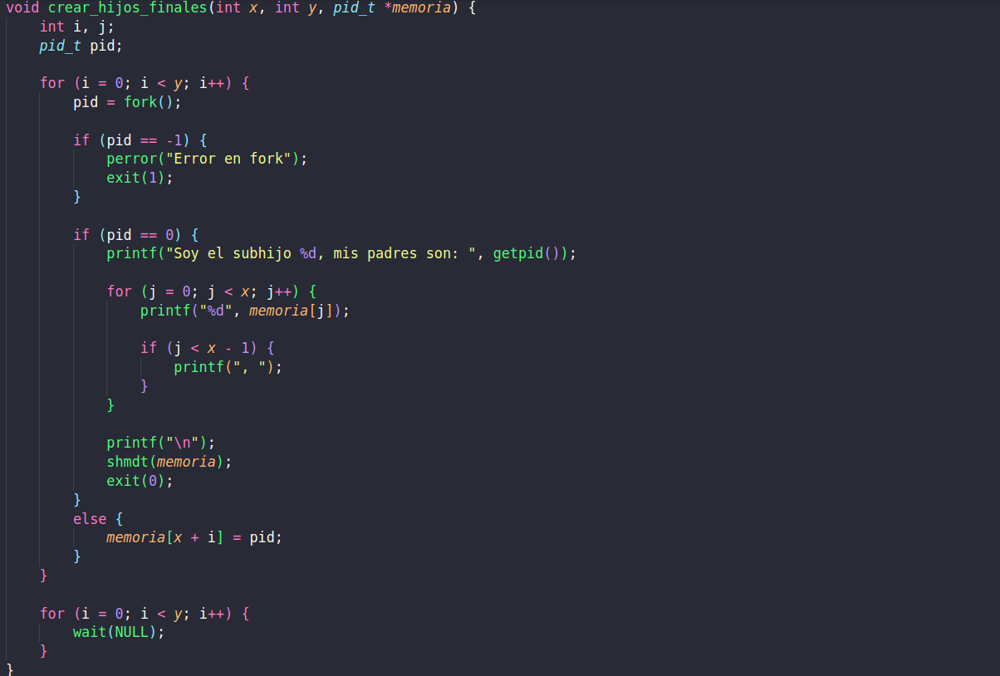 void crear_hijos_finales(int x, int y, pid_t *memoria) {
    int i, j;
    pid_t pid;

    for (i = 0; i < y; i++) {
        pid = fork();

        if (pid == -1) {
            perror("Error en fork");
            exit(1);
        }

        if (pid == 0) {
            printf("Soy el subhijo %d, mis padres son: ", getpid());

            for (j = 0; j < x; j++) {
                printf("%d", memoria[j]);

                if (j < x - 1) {
                    printf(", ");
                }
            }

            printf("\n");
            shmdt(memoria);
            exit(0);
        }
        else {
            memoria[x + i] = pid;
        }
    }

    for (i = 0; i < y; i++) {
        wait(NULL);
    }
}